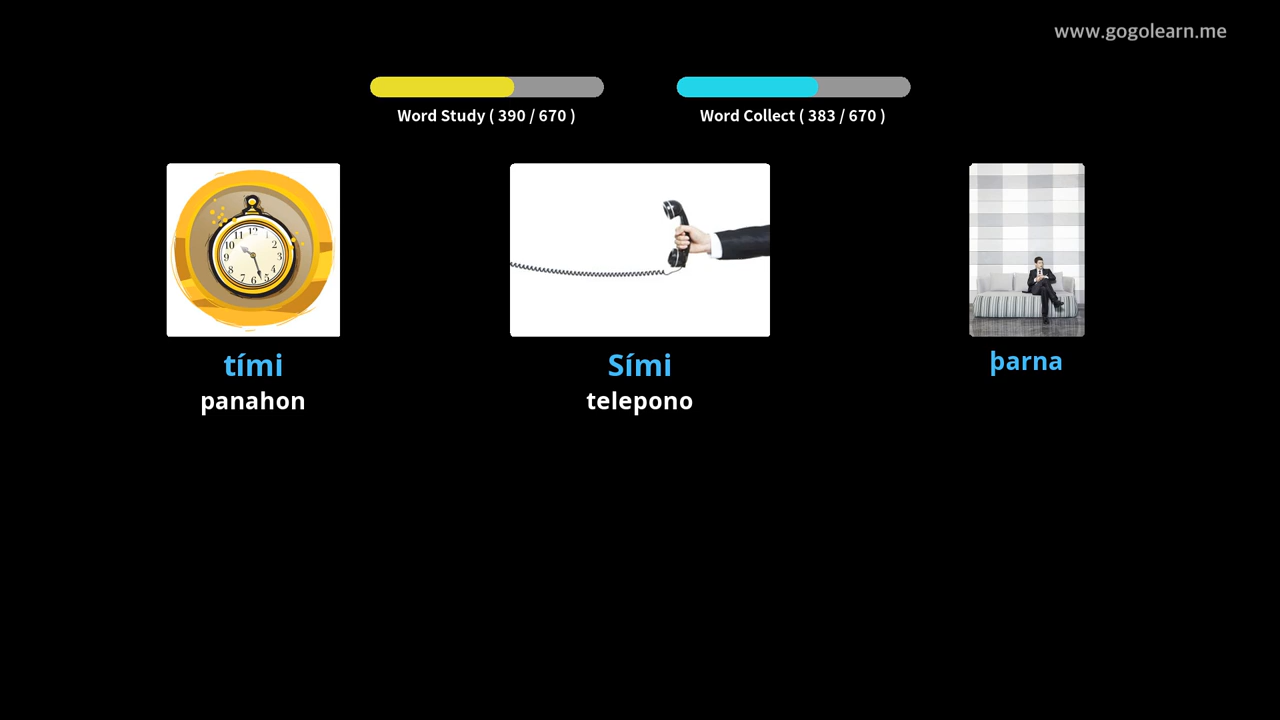 www.gogolearn.me
Word Study ( 390 / 670 )
Word Collect ( 383 / 670 )
tími
panahon
Sími
telepono
þarna